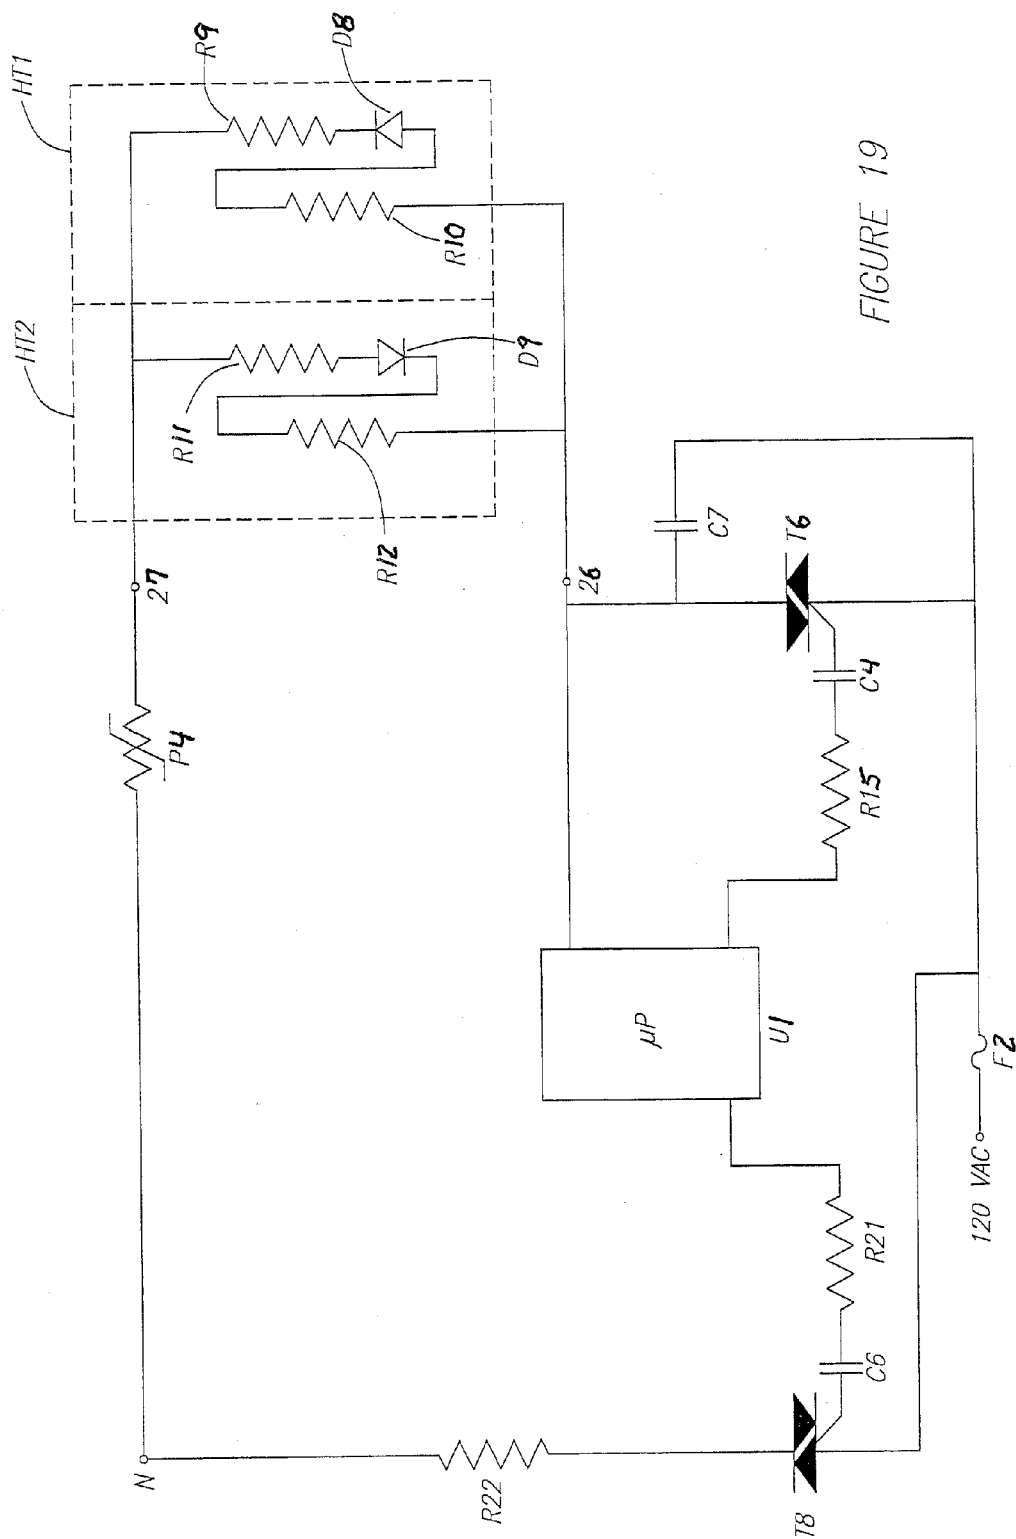 HT1
HT2
R9
D8
R10
R11
D9
R12
27
26
P4
C7
T6
C4
R15
µP
U1
R21
C6
R22
T8
N
120 VAC
F2
FIGURE 19